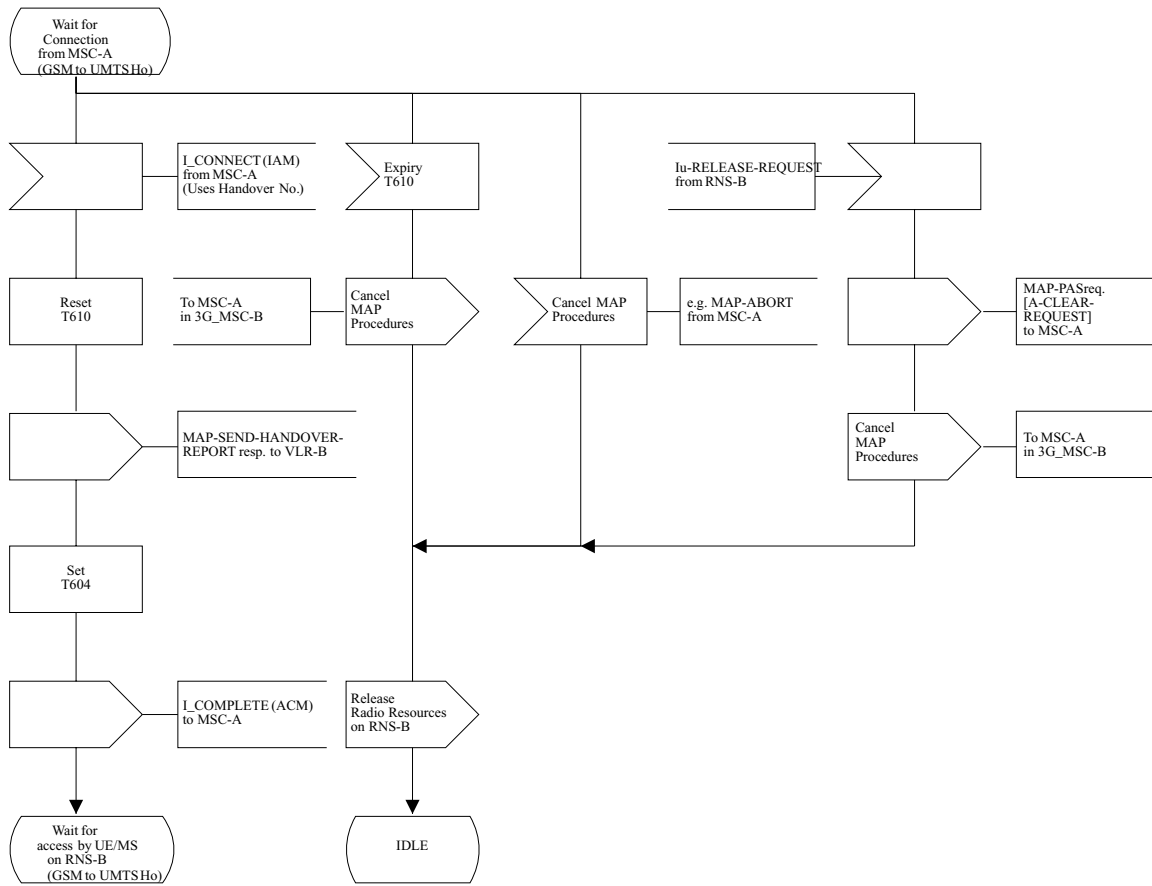 Wait for
Connection
from MSC-A
(GSM to UMTS Ho)
I_CONNECT (IAM)
from MSC-A
(Uses Handover No.)
Expiry
T610
Iu-RELEASE-REQUEST
from RNS-B
Reset
T610
To MSC-A
in 3G_MSC-B
Cancel
MAP
Procedures
Cancel MAP
Procedures
e.g. MAP-ABORT
from MSC-A
MAP-PASreq.
[A-CLEAR-
REQUEST]
to MSC-A
MAP-SEND-HANDOVER-
REPORT resp. to VLR-B
Cancel
MAP
Procedures
To MSC-A
in 3G_MSC-B
Set
T604
I_COMPLETE (ACM)
to MSC-A
Release
Radio Resources
on RNS-B
Wait for
access by UE/MS
on RNS-B
(GSM to UMTS Ho)
IDLE